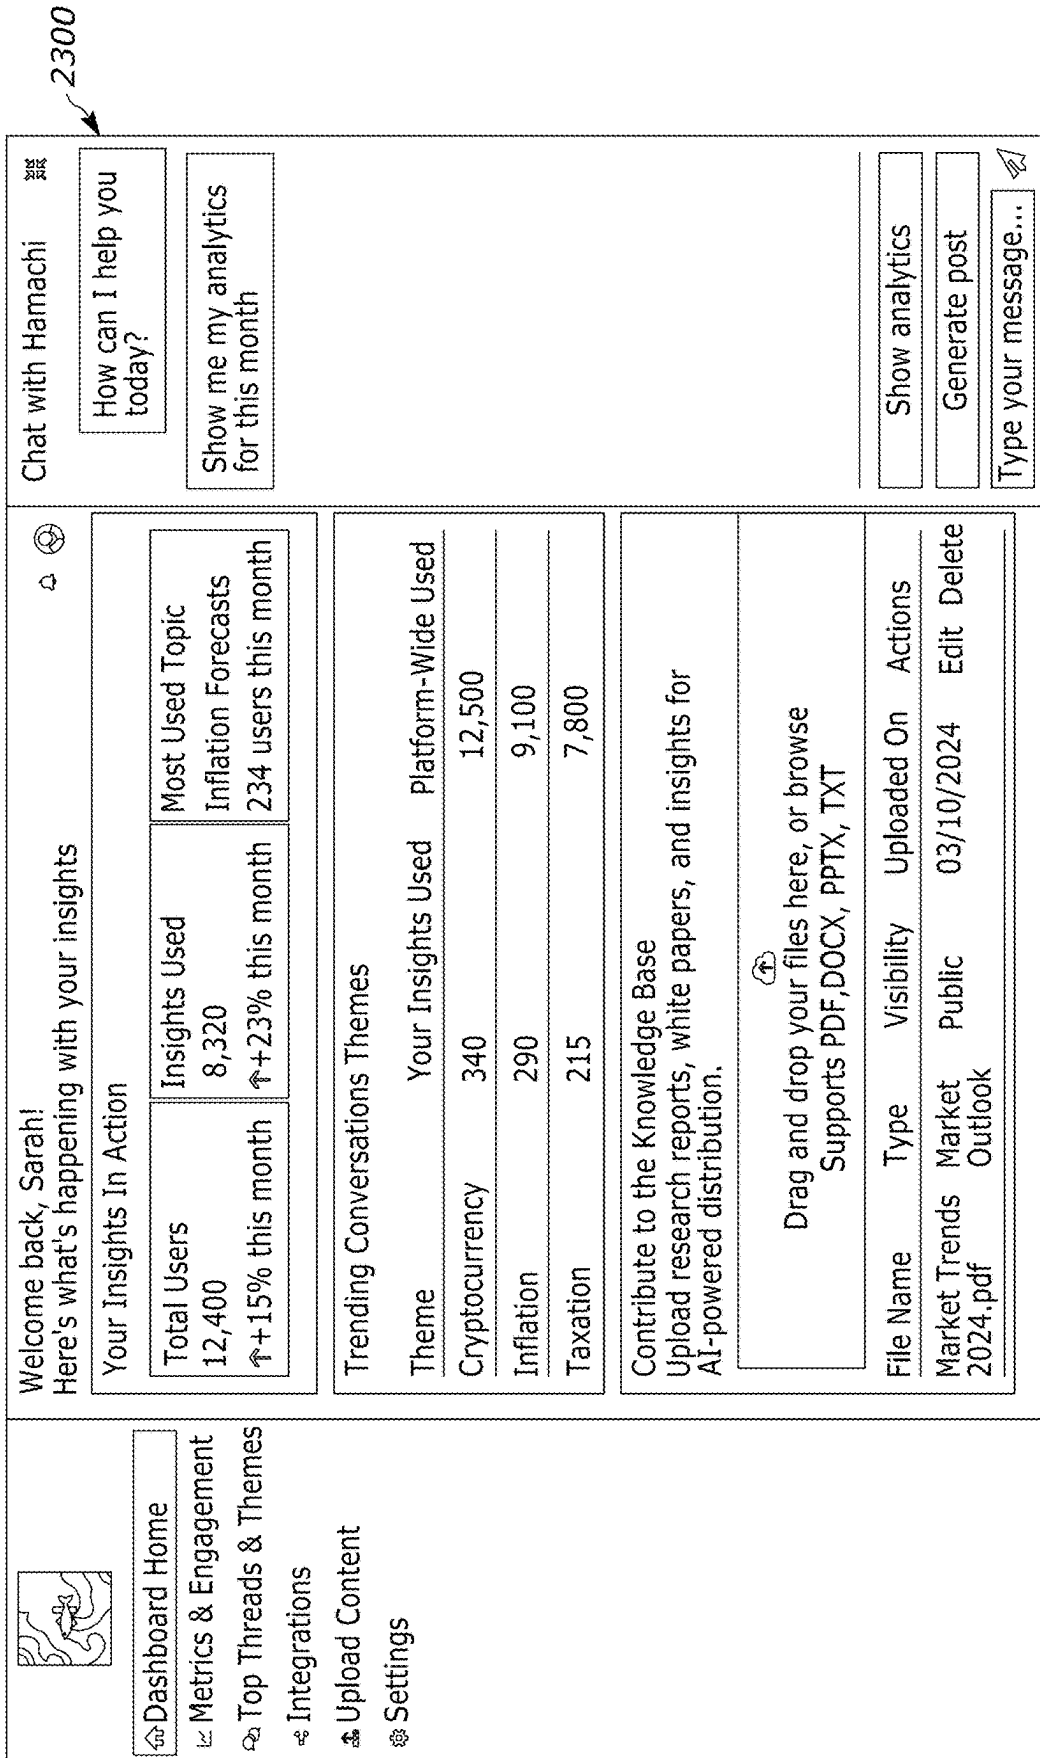 2300
Dashboard Home
Metrics & Engagement
Top Threads & Themes
Integrations
Upload Content
Settings
Welcome back, Sarah!
Here's what's happening with your insights
Your Insights In Action
Total Users
12,400
+15% this month
Insights Used
8,320
+23% this month
Most Used Topic
Inflation Forecasts
234 users this month
Trending Conversations Themes
Theme Your Insights Used Platform-Wide Used
Cryptocurrency 340 12,500
Inflation 290 9,100
Taxation 215 7,800
Contribute to the Knowledge Base
Upload research reports, white papers, and insights for
AI-powered distribution.
Drag and drop your files here, or browse
Supports PDF,DOCX, PPTX, TXT
File Name Type Visibility Uploaded On Actions
Market Trends Market Public 03/10/2024 Edit Delete
2024.pdf Outlook
Chat with Hamachi
How can I help you
today?
Show me my analytics
for this month
Show analytics
Generate post
Type your message...